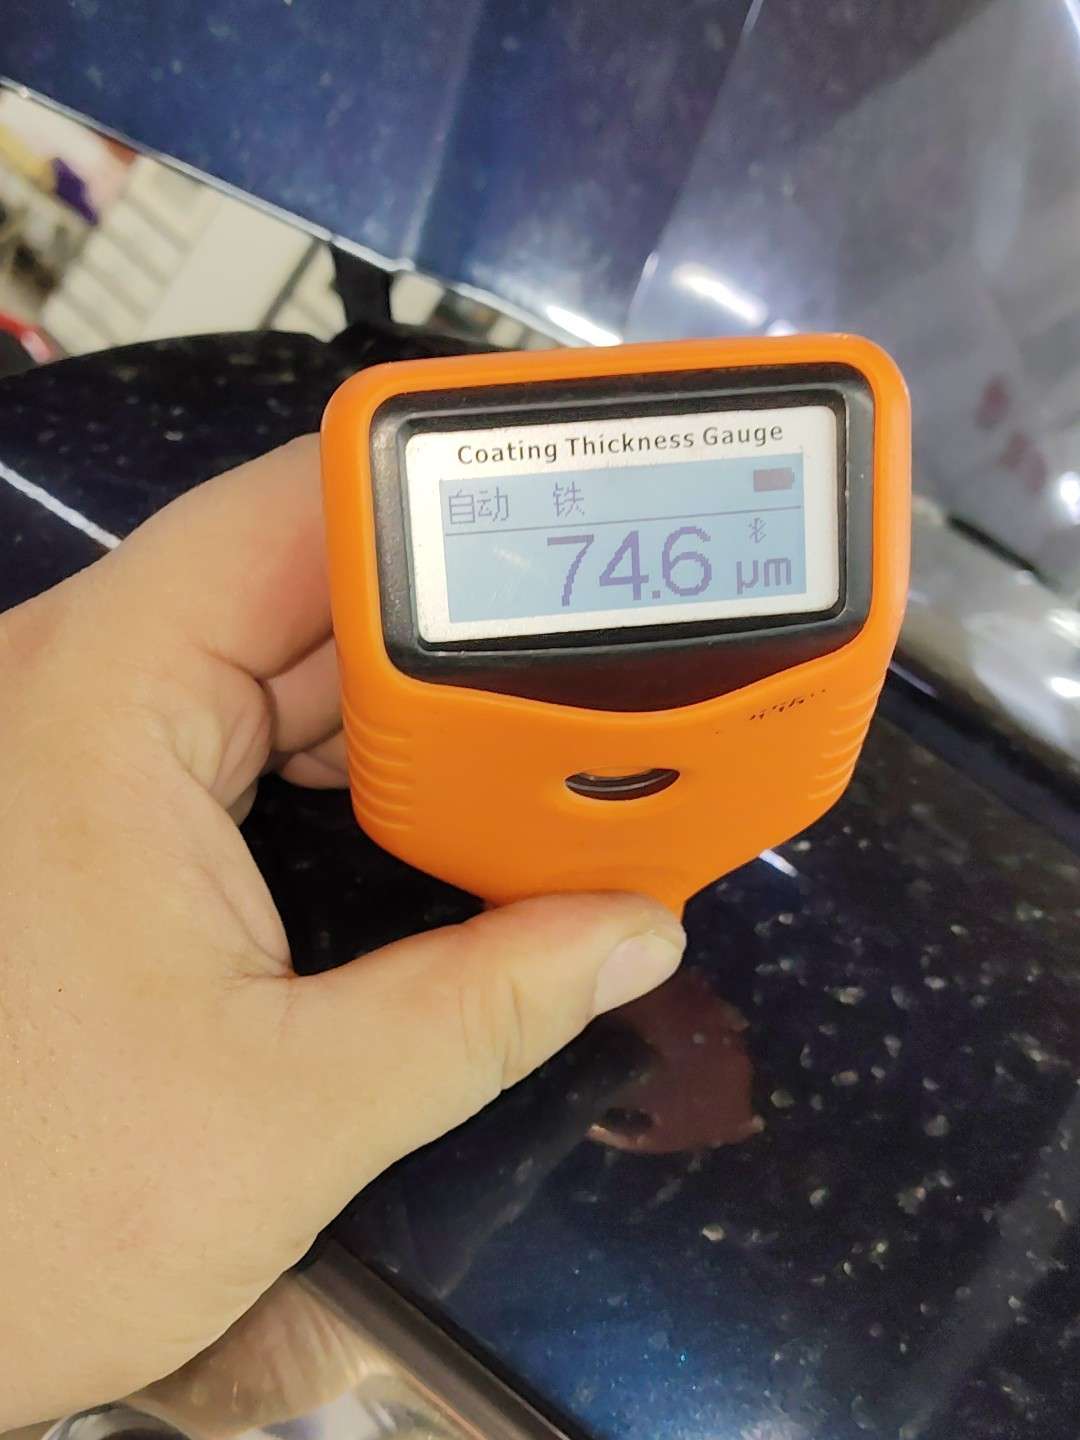 Coating Thickness Gauge
自动 铁
74.6 μm